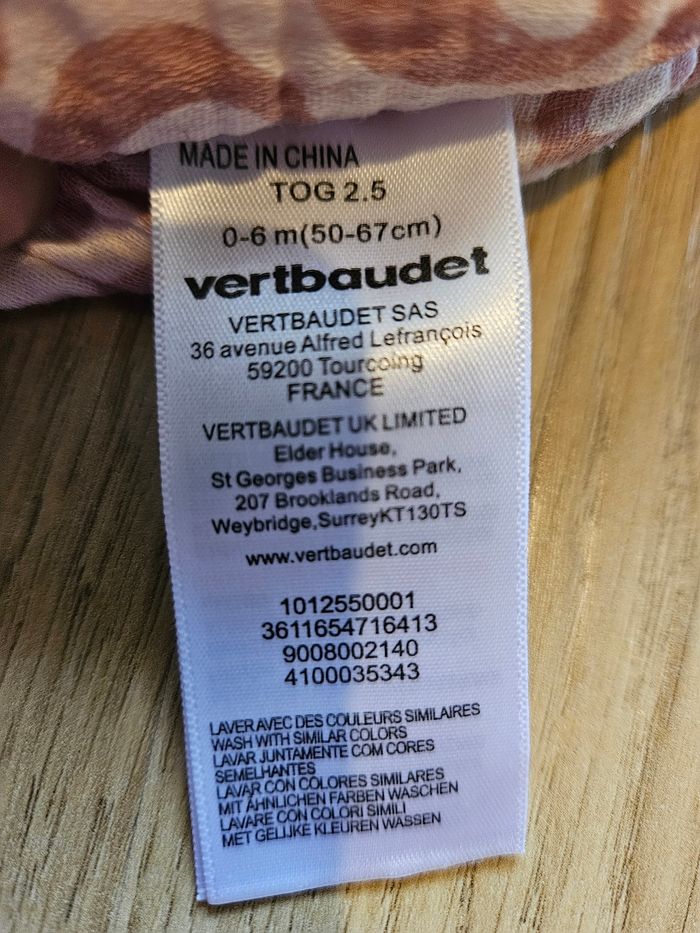 MADE IN CHINA
TOG 2.5
0-6 m(50-67cm)
vertbaudet
VERTBAUDET SAS
36 avenue Alfred Lefrançois
59200 Tourcoing
FRANCE
VERTBAUDET UK LIMITED
Elder House,
St Georges Business Park,
207 Brooklands Road,
Weybridge,SurreyKT130TS
www.vertbaudet.com
1012550001
3611654716413
9008002140
4100035343
LAVER AVEC DES COULEURS SIMILAIRES
WASH WITH SIMILAR COLORS
LAVAR JUNTAMENTE COM CORES
SEMELHANTES
LAVAR CON COLORES SIMILARES
MIT ÄHNLICHEN FARBEN WASCHEN
LAVARE CON COLORI SIMILI
MET GELIJKE KLEUREN WASSEN